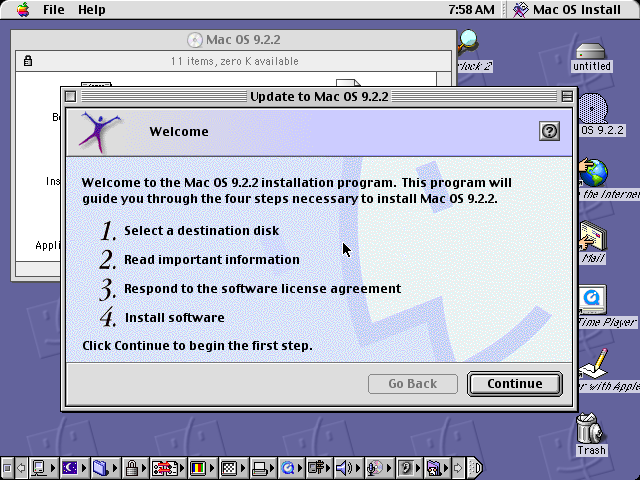 File Help 7:58 AM Mac OS Install
Mac OS 9.2.2
11 items, zero K available
rlock 2
untitled
Update to Mac OS 9.2.2
Welcome
OS 9.2.2
Welcome to the Mac OS 9.2.2 installation program. This program will
guide you through the four steps necessary to install Mac OS 9.2.2.
the Internet
1. Select a destination disk
2. Read important information
Mail
3. Respond to the software license agreement
4. Install software
Time Player
Click Continue to begin the first step.
Go Back Continue
er with Apple
Trash